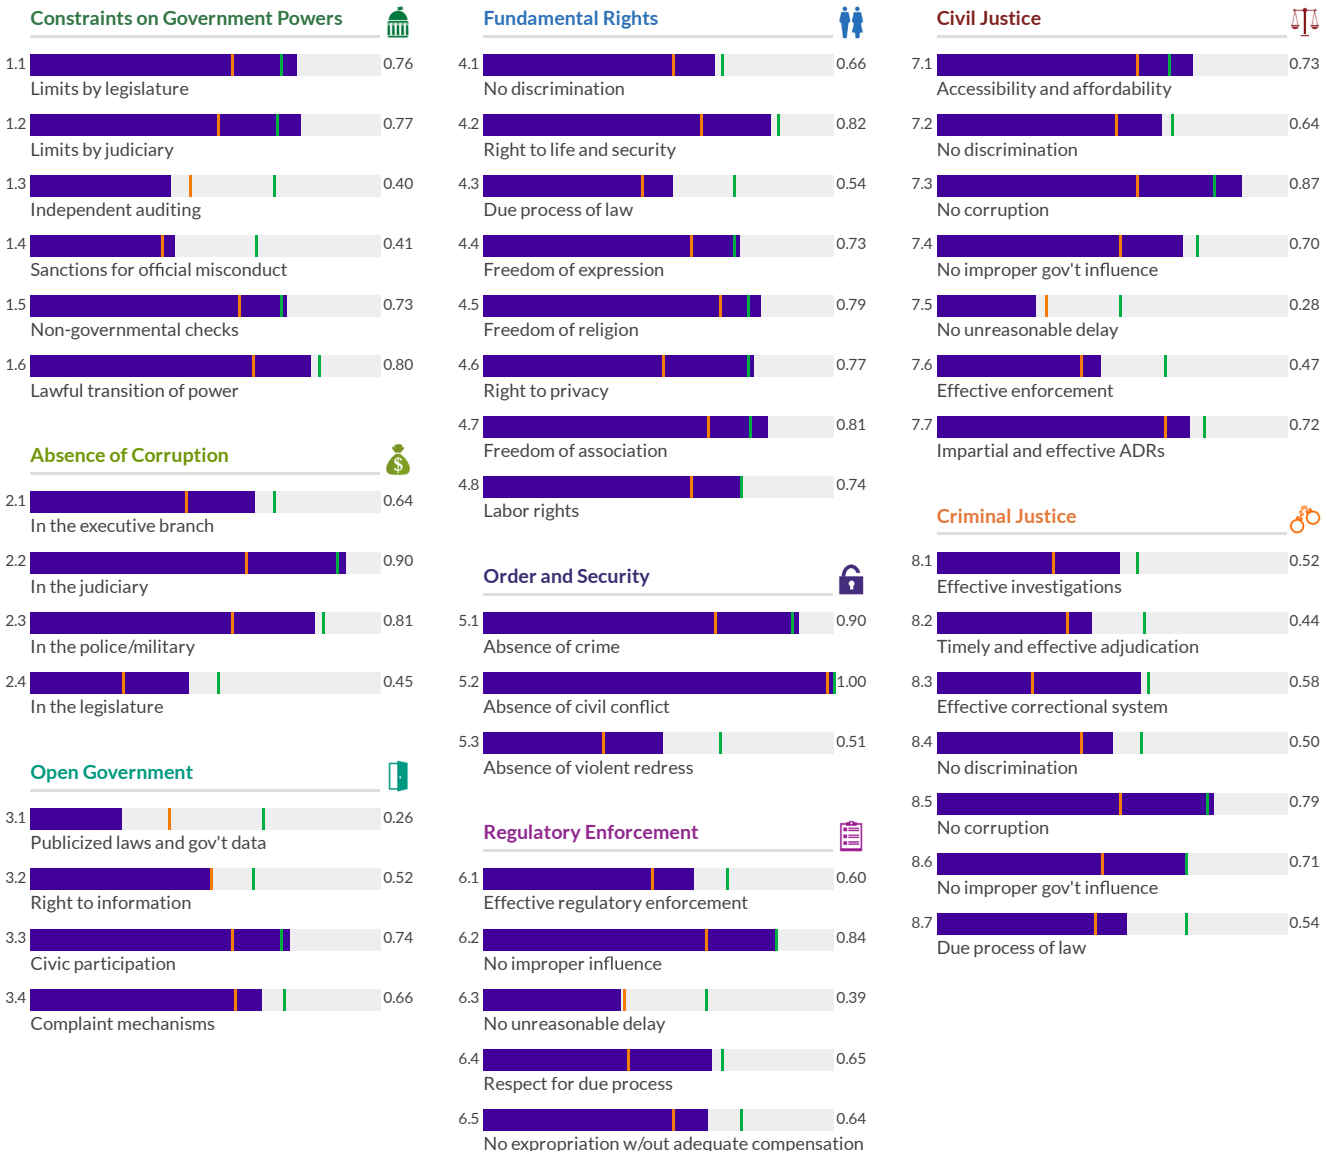 Constraints on Government Powers
1.1 0.76
Limits by legislature
1.2 0.77
Limits by judiciary
1.3 0.40
Independent auditing
1.4 0.41
Sanctions for official misconduct
1.5 0.73
Non-governmental checks
1.6 0.80
Lawful transition of power
Absence of Corruption
$
2.1 0.64
In the executive branch
2.2 0.90
In the judiciary
2.3 0.81
In the police/military
2.4 0.45
In the legislature
Open Government
3.1 0.26
Publicized laws and gov't data
3.2 0.52
Right to information
3.3 0.74
Civic participation
3.4 0.66
Complaint mechanisms
Fundamental Rights
4.1 0.66
No discrimination
4.2 0.82
Right to life and security
4.3 0.54
Due process of law
4.4 0.73
Freedom of expression
4.5 0.79
Freedom of religion
4.6 0.77
Right to privacy
4.7 0.81
Freedom of association
4.8 0.74
Labor rights
Order and Security
5.1 0.90
Absence of crime
5.2 1.00
Absence of civil conflict
5.3 0.51
Absence of violent redress
Regulatory Enforcement
6.1 0.60
Effective regulatory enforcement
6.2 0.84
No improper influence
6.3 0.39
No unreasonable delay
6.4 0.65
Respect for due process
6.5 0.64
No expropriation w/out adequate compensation
Civil Justice
7.1 0.73
Accessibility and affordability
7.2 0.64
No discrimination
7.3 0.87
No corruption
7.4 0.70
No improper gov't influence
7.5 0.28
No unreasonable delay
7.6 0.47
Effective enforcement
7.7 0.72
Impartial and effective ADRs
Criminal Justice
8.1 0.52
Effective investigations
8.2 0.44
Timely and effective adjudication
8.3 0.58
Effective correctional system
8.4 0.50
No discrimination
8.5 0.79
No corruption
8.6 0.71
No improper gov't influence
8.7 0.54
Due process of law